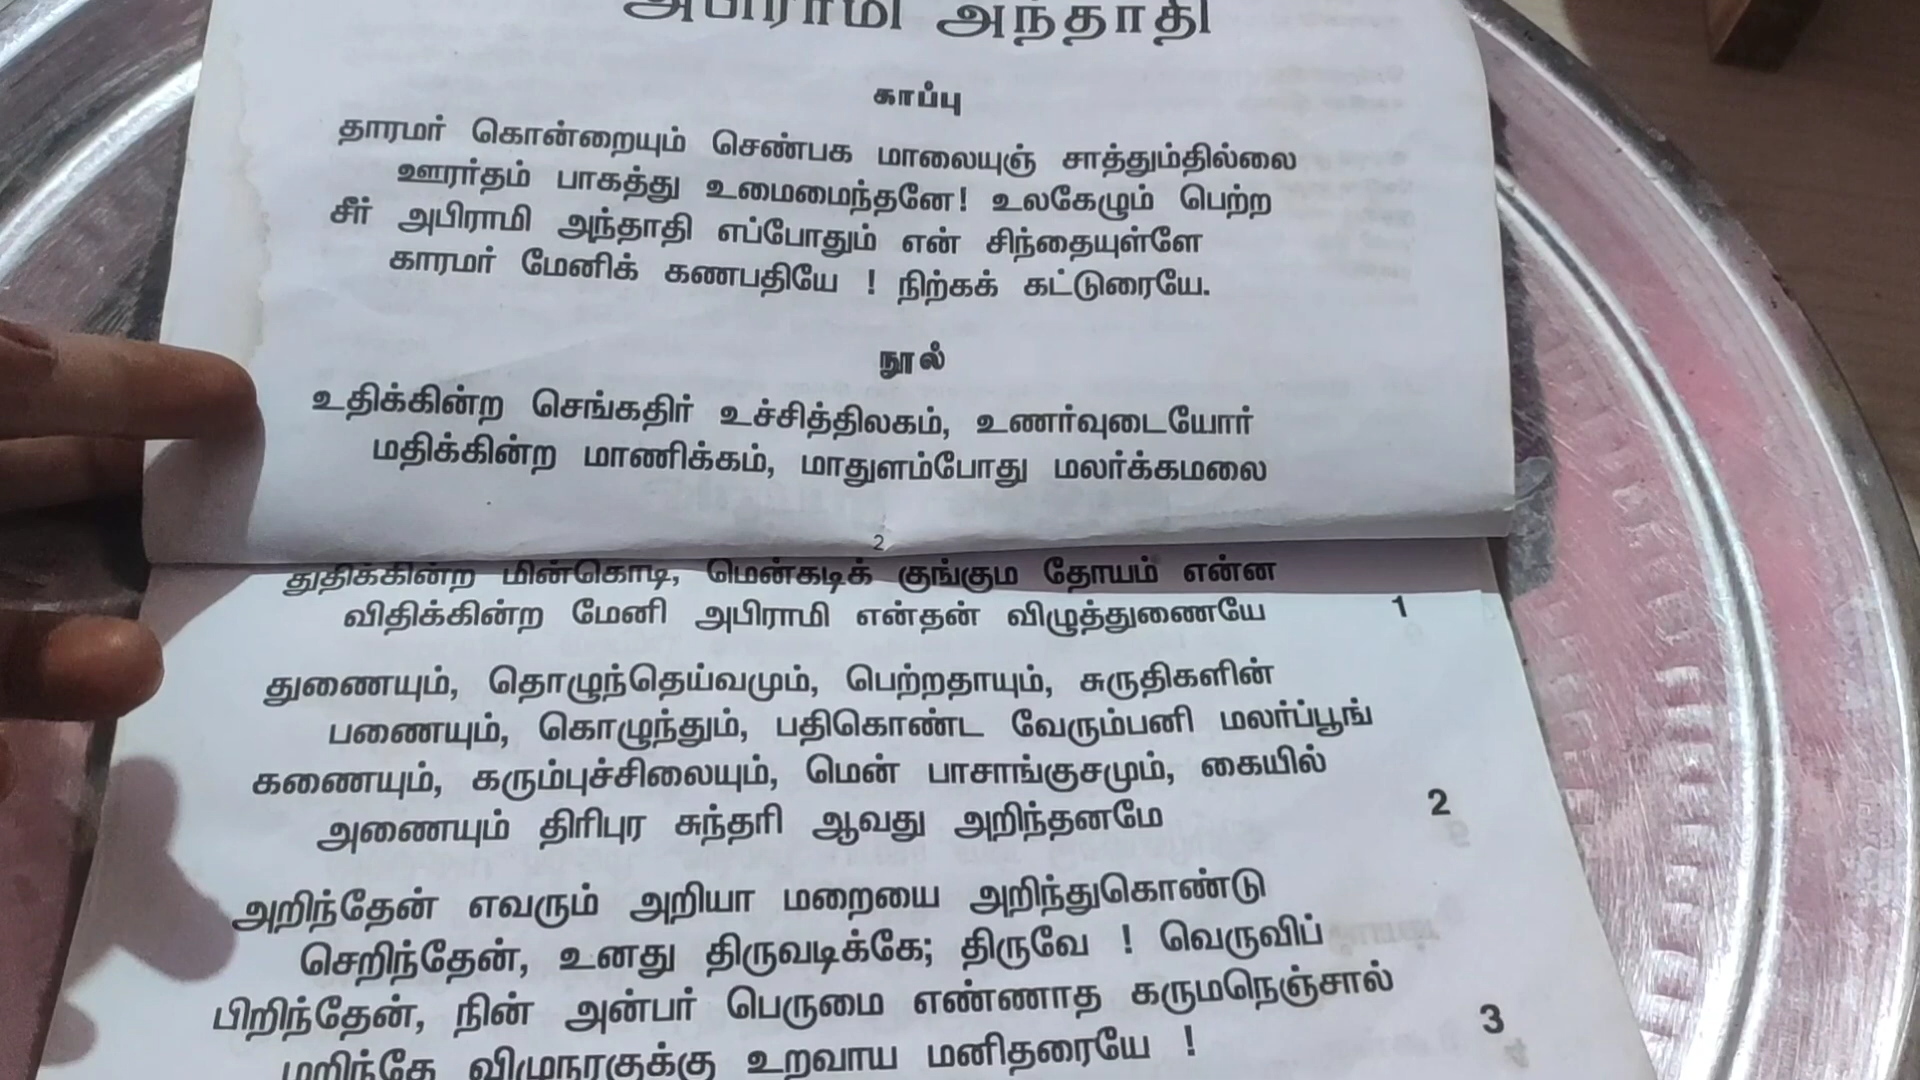 அபிராமி அந்தாதி
காப்பு
தாரமர் கொன்றையும் செண்பக மாலையுஞ் சாத்தும்தில்லை
ஊரர்தம் பாகத்து உமைமைந்தனே! உலகேழும் பெற்ற
சீர் அபிராமி அந்தாதி எப்போதும் என் சிந்தையுள்ளே
காரமர் மேனிக் கணபதியே ! நிற்கக் கட்டுரையே.
நூல்
உதிக்கின்ற செங்கதிர் உச்சித்திலகம், உணர்வுடையோர்
மதிக்கின்ற மாணிக்கம், மாதுளம்போது மலர்க்கமலை
2
துதிக்கின்ற மின்கொடி, மென்கடிக் குங்கும தோயம் என்ன
விதிக்கின்ற மேனி அபிராமி என்தன் விழுத்துணையே 1
துணையும், தொழுந்தெய்வமும், பெற்றதாயும், சுருதிகளின்
பணையும், கொழுந்தும், பதிகொண்ட வேரும்பனி மலர்ப்பூங்
கணையும், கரும்புச்சிலையும், மென் பாசாங்குசமும், கையில்
அணையும் திரிபுர சுந்தரி ஆவது அறிந்தனமே 2
அறிந்தேன் எவரும் அறியா மறையை அறிந்துகொண்டு
செறிந்தேன், உனது திருவடிக்கே; திருவே ! வெருவிப்
பிறிந்தேன், நின் அன்பர் பெருமை எண்ணாத கருமநெஞ்சால் 3
மறிந்தே விழுநரகுக்கு உறவாய மனிதரையே !